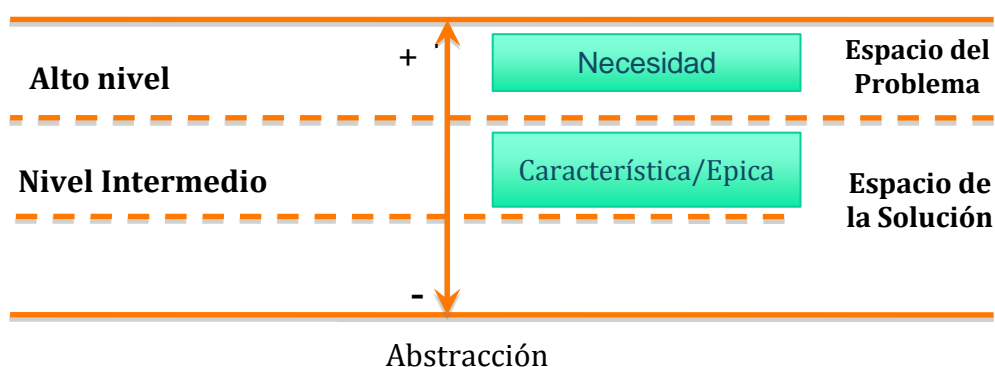 Alto nivel
+
Necesidad
Espacio del
Problema
Nivel Intermedio
Característica/Epica
Espacio de
la Solución
-
Abstracción